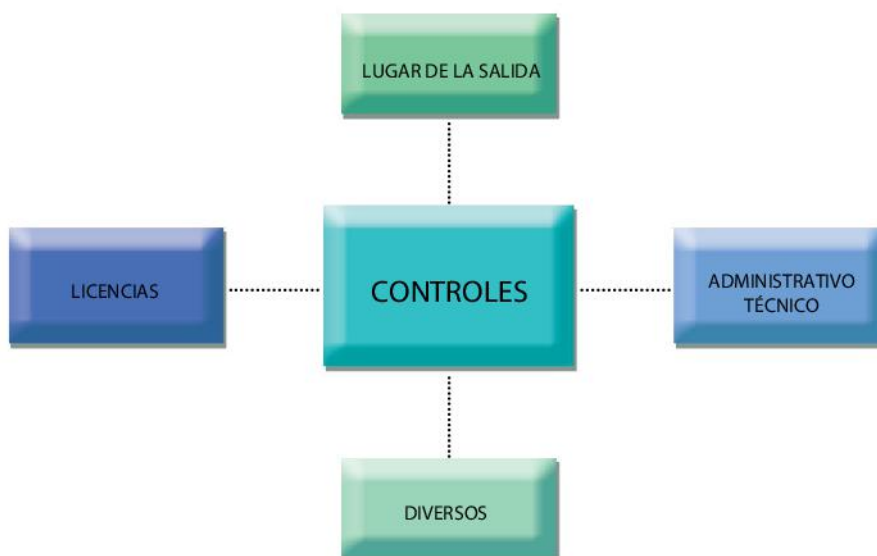 LUGAR DE LA SALIDA
LICENCIAS
CONTROLES
ADMINISTRATIVO
TÉCNICO
DIVERSOS